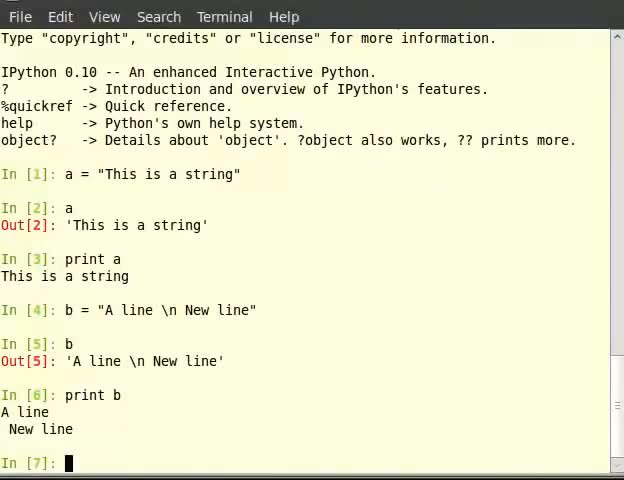 File Edit View Search Terminal Help
Type "copyright", "credits" or "license" for more information.
IPython 0.10 -- An enhanced Interactive Python.
?         -> Introduction and overview of IPython's features.
%quickref -> Quick reference.
help      -> Python's own help system.
object?   -> Details about 'object'. ?object also works, ?? prints more.
In [1]: a = "This is a string"
In [2]: a
Out[2]: 'This is a string'
In [3]: print a
This is a string
In [4]: b = "A line \n New line"
In [5]: b
Out[5]: 'A line \n New line'
In [6]: print b
A line
 New line
In [7]: